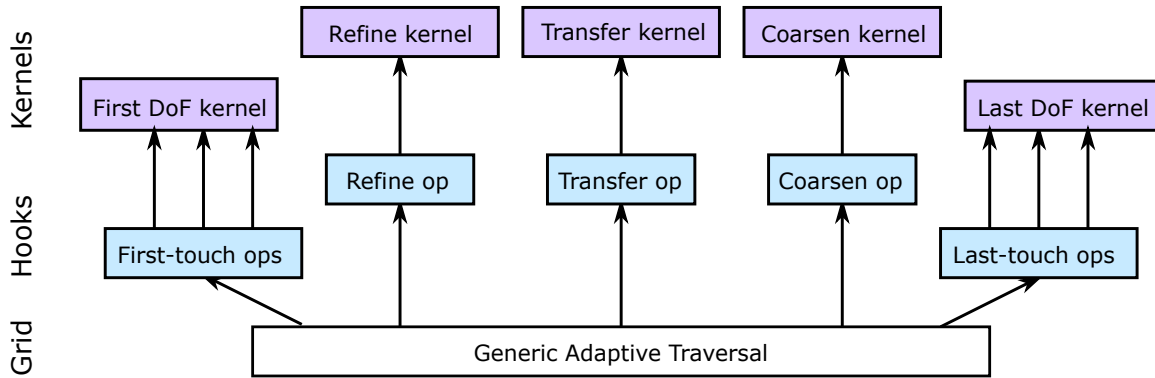 Kernels
Refine kernel
Transfer kernel
Coarsen kernel
First DoF kernel
Last DoF kernel
Hooks
Refine op
Transfer op
Coarsen op
First-touch ops
Last-touch ops
Grid
Generic Adaptive Traversal